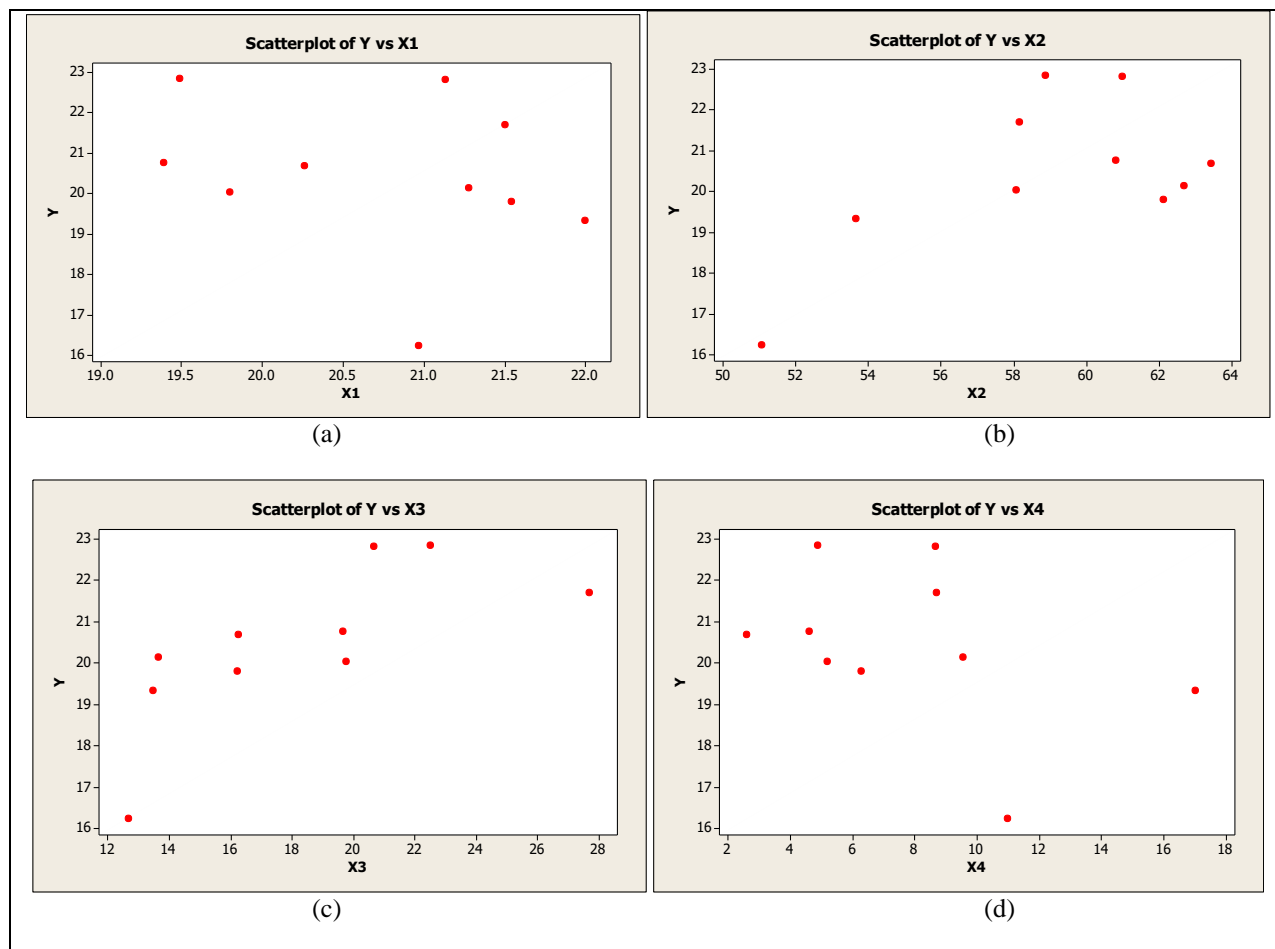 Scatterplot of Y vs X1
23
22
21
20
19
18
17
16
Y
19.0 19.5 20.0 20.5 21.0 21.5 22.0
X1
(a)
Scatterplot of Y vs X2
23
22
21
20
19
18
17
16
Y
50 52 54 56 58 60 62 64
X2
(b)
Scatterplot of Y vs X3
23
22
21
20
19
18
17
16
Y
12 14 16 18 20 22 24 26 28
X3
(c)
Scatterplot of Y vs X4
23
22
21
20
19
18
17
16
Y
2 4 6 8 10 12 14 16 18
X4
(d)